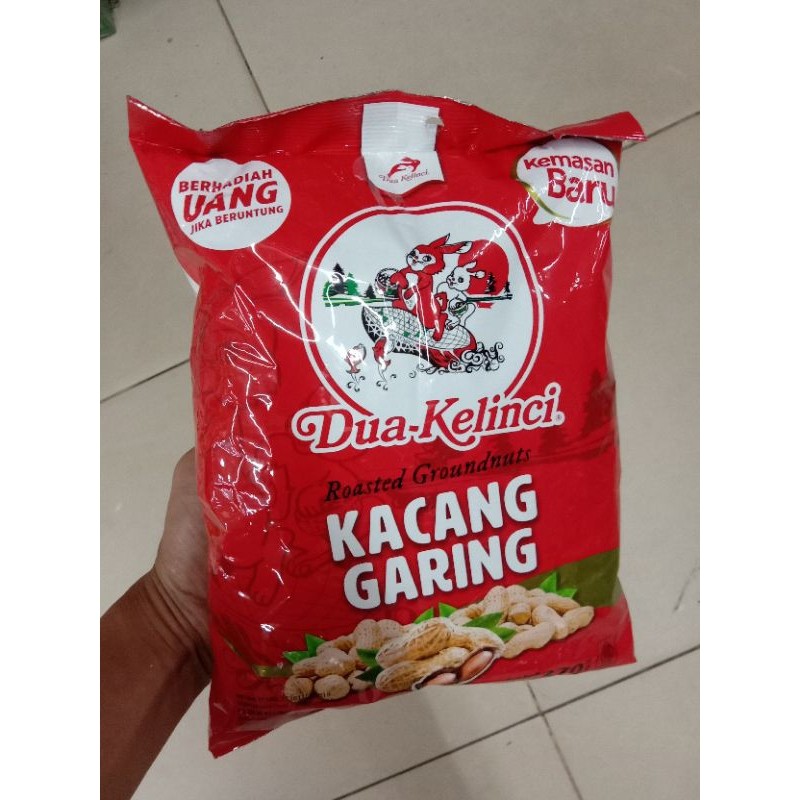 BERHADIAH
UANG
JIKA BERUNTUNG
Dua Kelinci
Kemasan
Baru
Dua-Kelinci®
Roasted Groundnuts
KACANG
GARING